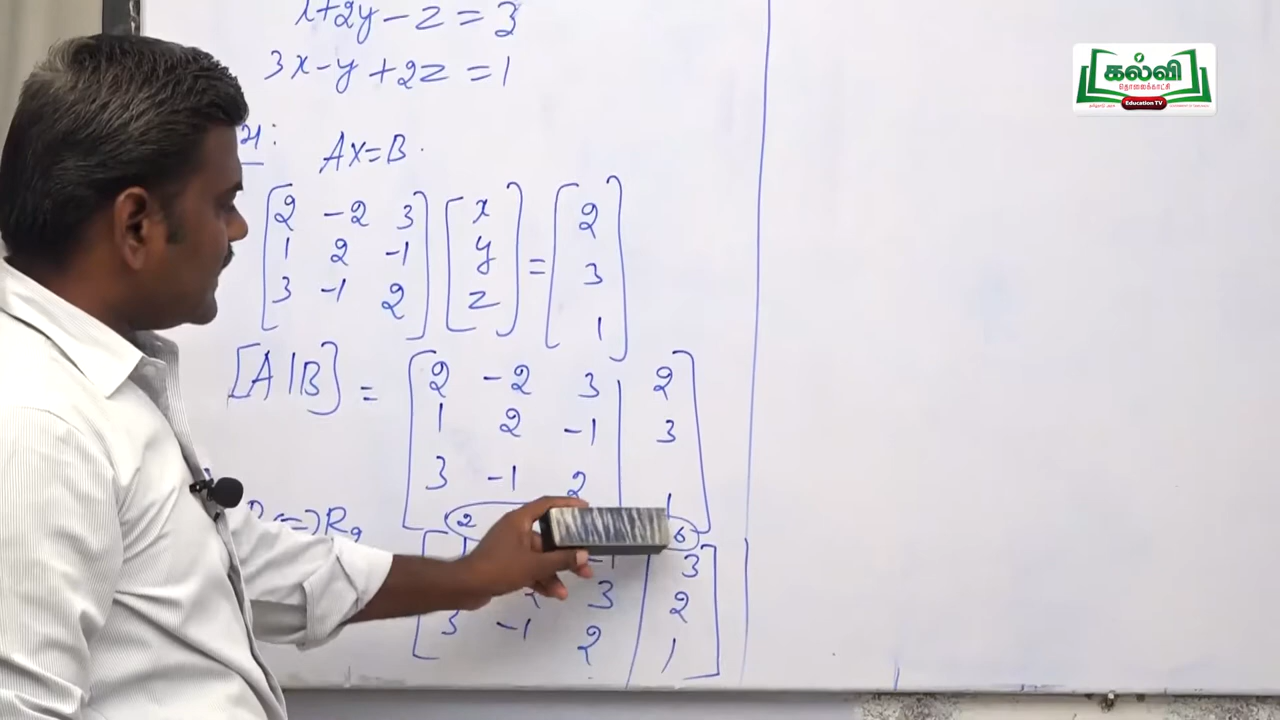 x+2y-z=3
3x-y+2z=1
AX=B.
[2 -2 3] [x] = [2]
[1 2 -1] [y] [3]
[3 -1 2] [z] [1]
[A|B] = [2 -2 3 | 2]
[1 2 -1 | 3]
[3 -1 2 | 1]
2 6
-1 | 3
3 | 2
3 -1 2 | 1
கல்வி
தொலைக்காட்சி
Education TV